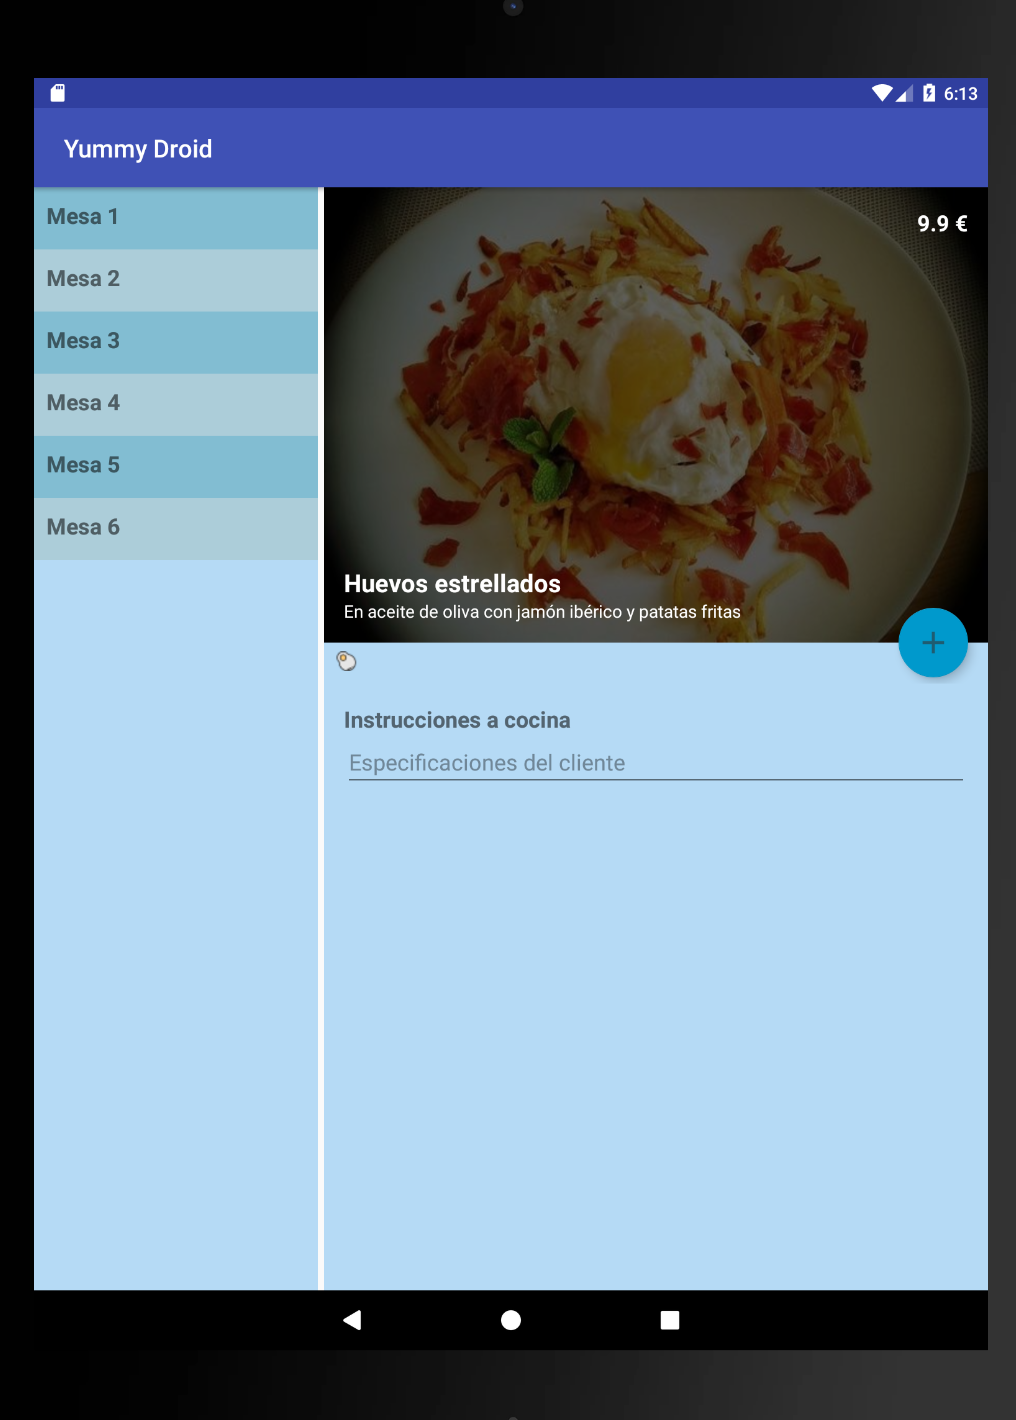 6:13
Yummy Droid
Mesa 1
Mesa 2
Mesa 3
Mesa 4
Mesa 5
Mesa 6
9.9 €
Huevos estrellados
En aceite de oliva con jamón ibérico y patatas fritas
Instrucciones a cocina
Especificaciones del cliente